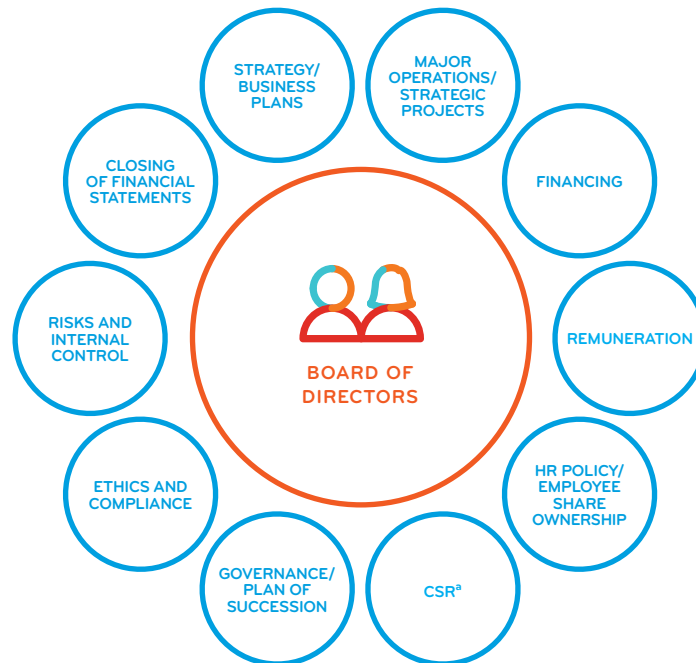 STRATEGY/
BUSINESS
PLANS
MAJOR
OPERATIONS/
STRATEGIC
PROJECTS
CLOSING
OF FINANCIAL
STATEMENTS
FINANCING
RISKS AND
INTERNAL
CONTROL
BOARD OF
DIRECTORS
REMUNERATION
ETHICS AND
COMPLIANCE
HR POLICY/
EMPLOYEE
SHARE
OWNERSHIP
GOVERNANCE/
PLAN OF
SUCCESSION
CSRᵃ